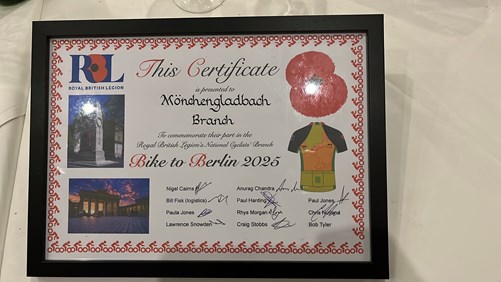 RBL
ROYAL BRITISH LEGION
This Certificate
is presented to
Mönchengladbach
Branch
To commemorate their part in the
Royal British Legion's National Cyclists' Branch
Bike to Berlin 2025
Nigel Cairns
Anurag Chandra
Bill Fisk (logistics)
Paul Harting
Paul Jones
Paula Jones
Rhys Morgan
Chris
Lawrence Snowden
Craig Stobbs
Bob Tyler